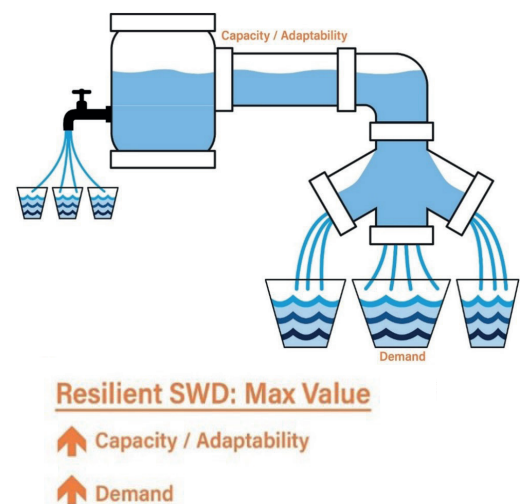 Capacity / Adaptability
Demand
Resilient SWD: Max Value
Capacity / Adaptability
Demand